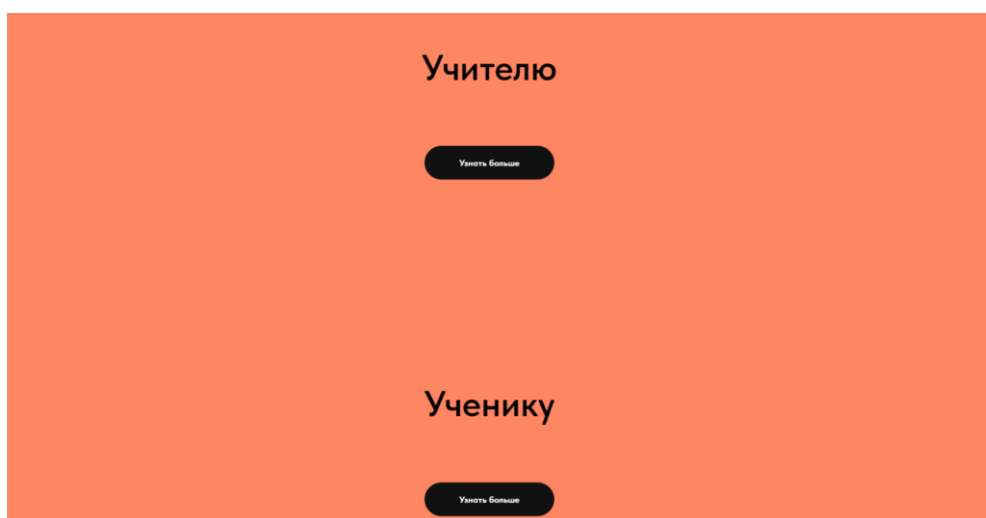 Учителю
Узнать больше
Ученику
Узнать больше